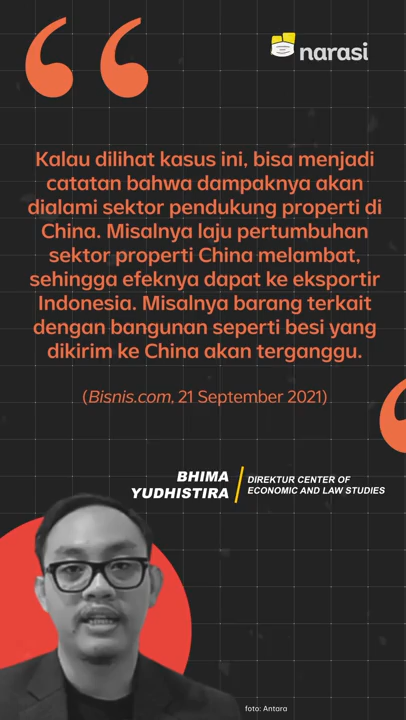 narasi
Kalau dilihat kasus ini, bisa menjadi
catatan bahwa dampaknya akan
dialami sektor pendukung properti di
China. Misalnya laju pertumbuhan
sektor properti China melambat,
sehingga efeknya dapat ke eksportir
Indonesia. Misalnya barang terkait
dengan bangunan seperti besi yang
dikirim ke China akan terganggu.
(Bisnis.com, 21 September 2021)
BHIMA
YUDHISTIRA
DIREKTUR CENTER OF
ECONOMIC AND LAW STUDIES
foto: Antara